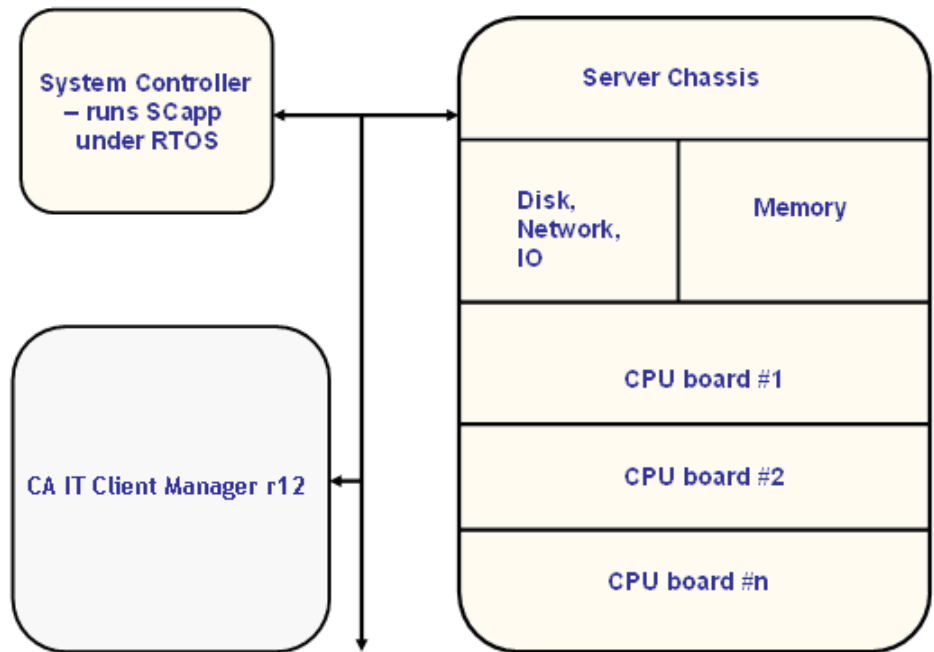 System Controller
– runs SCapp
under RTOS
Server Chassis
Disk,
Network,
IO
Memory
CPU board #1
CA IT Client Manager r12
CPU board #2
CPU board #n